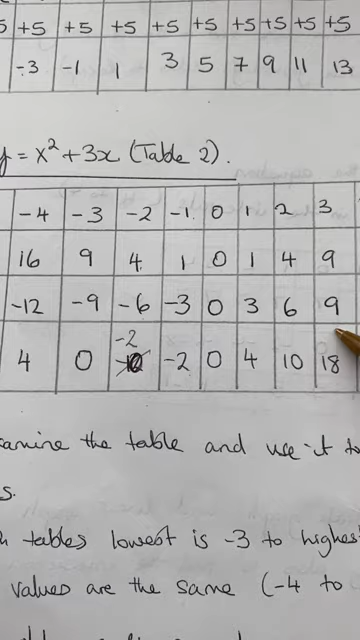 5 +5 +5 +5 +5 +5 +5 +5 +5 +5
-3 -1 1 3 5 7 9 11 13
y = x² + 3x (Table 2).
-4 -3 -2 -1 0 1 2 3
16 9 4 1 0 1 4 9
-12 -9 -6 -3 0 3 6 9
-2
4 0 -2 0 4 10 18
amine the table and use it to
s.
tables lowest is -3 to highest
values are the same (-4 to